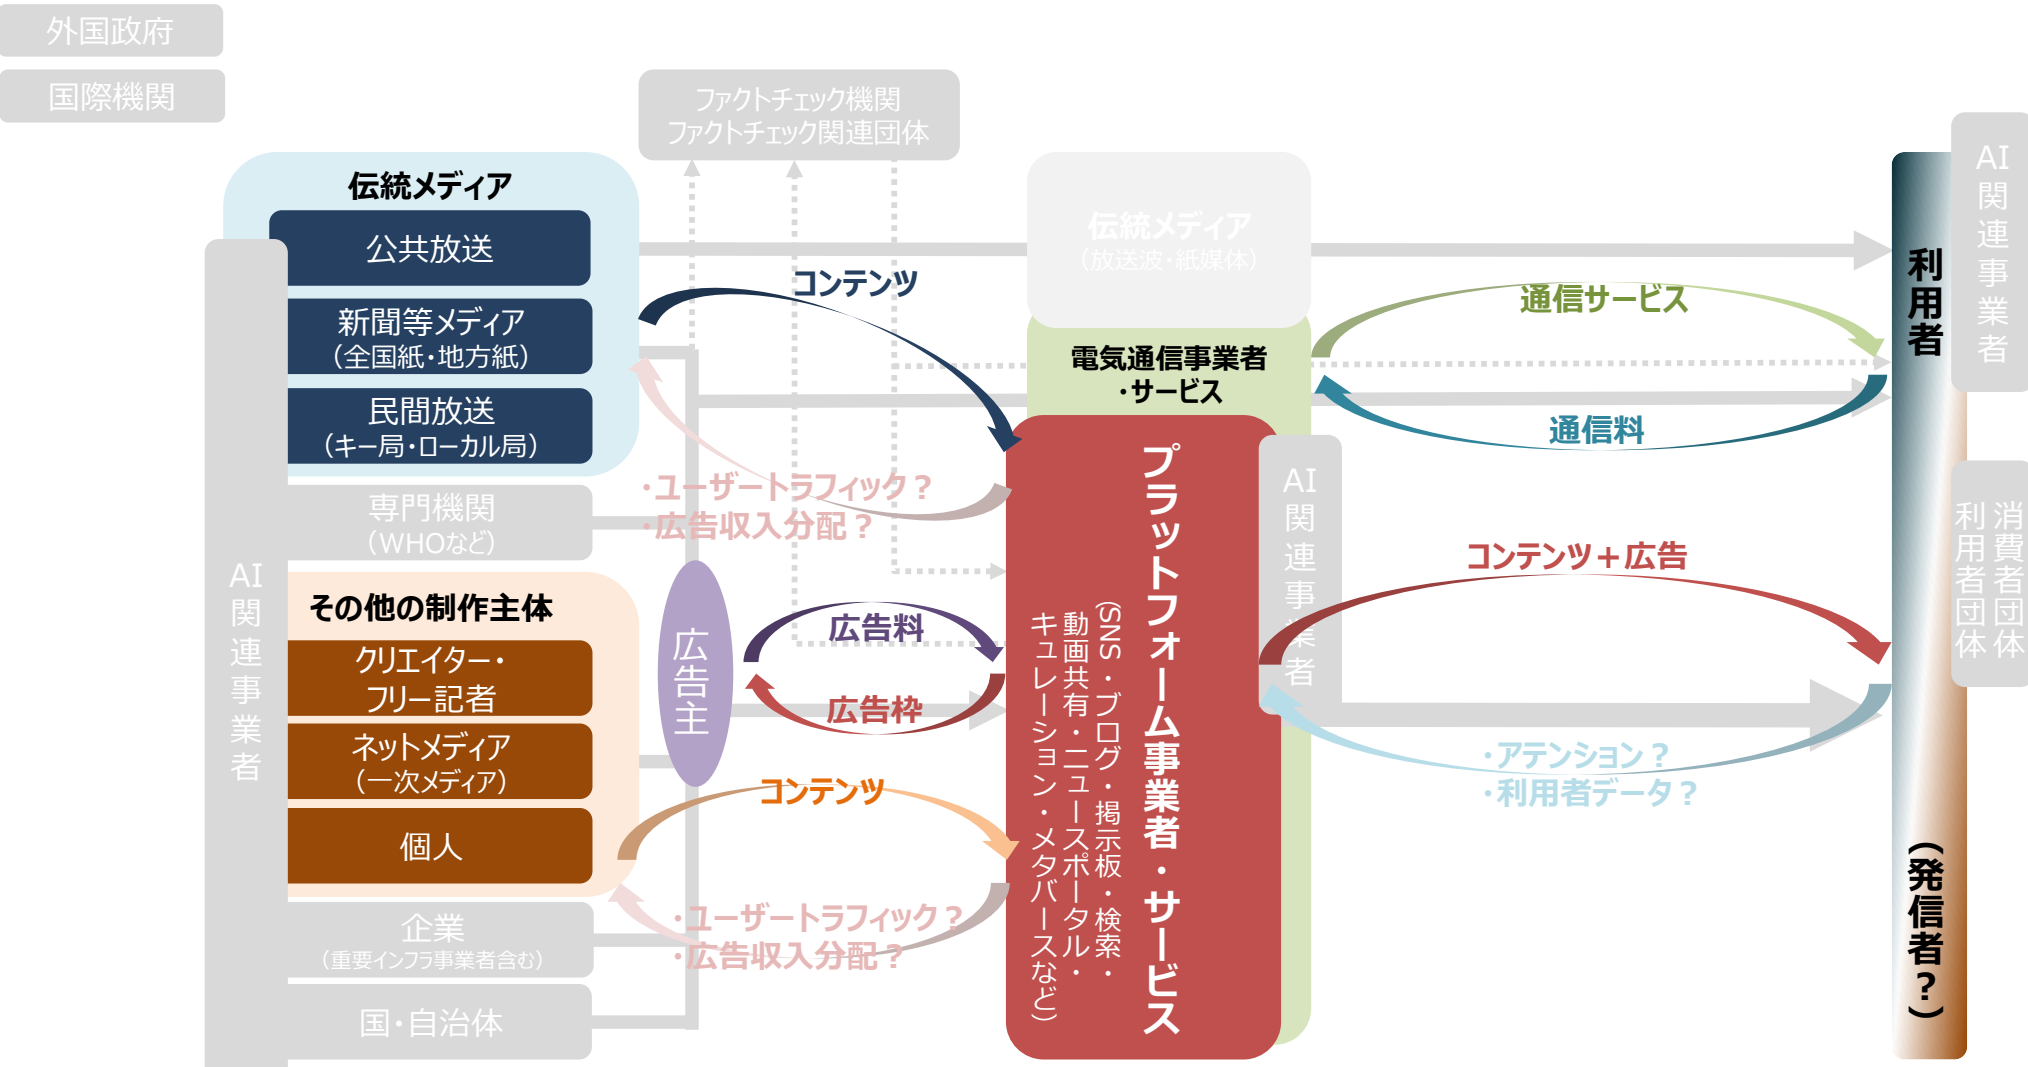 外国政府
国際機関
ファクトチェック機関
ファクトチェック関連団体
伝統メディア
公共放送
新聞等メディア
（全国紙・地方紙）
民間放送
（キー局・ローカル局）
専門機関
（WHOなど）
その他の制作主体
クリエイター・
フリー記者
ネットメディア
（一次メディア）
個人
企業
（重要インフラ事業者含む）
国・自治体
AI関連事業者
広告主
コンテンツ
・ユーザートラフィック？
・広告収入分配？
広告料
広告枠
コンテンツ
・ユーザートラフィック？
・広告収入分配？
伝統メディア
（放送波・紙媒体）
電気通信事業者
・サービス
プラットフォーム事業者・サービス
(SNS・ブログ・掲示板・検索・
動画共有・ニュースポータル・
キュレーション・メタバースなど)
AI関連事業者
通信サービス
通信料
コンテンツ＋広告
・アテンション？
・利用者データ？
利用者
（発信者？）
AI関連事業者
消費者団体
利用者団体